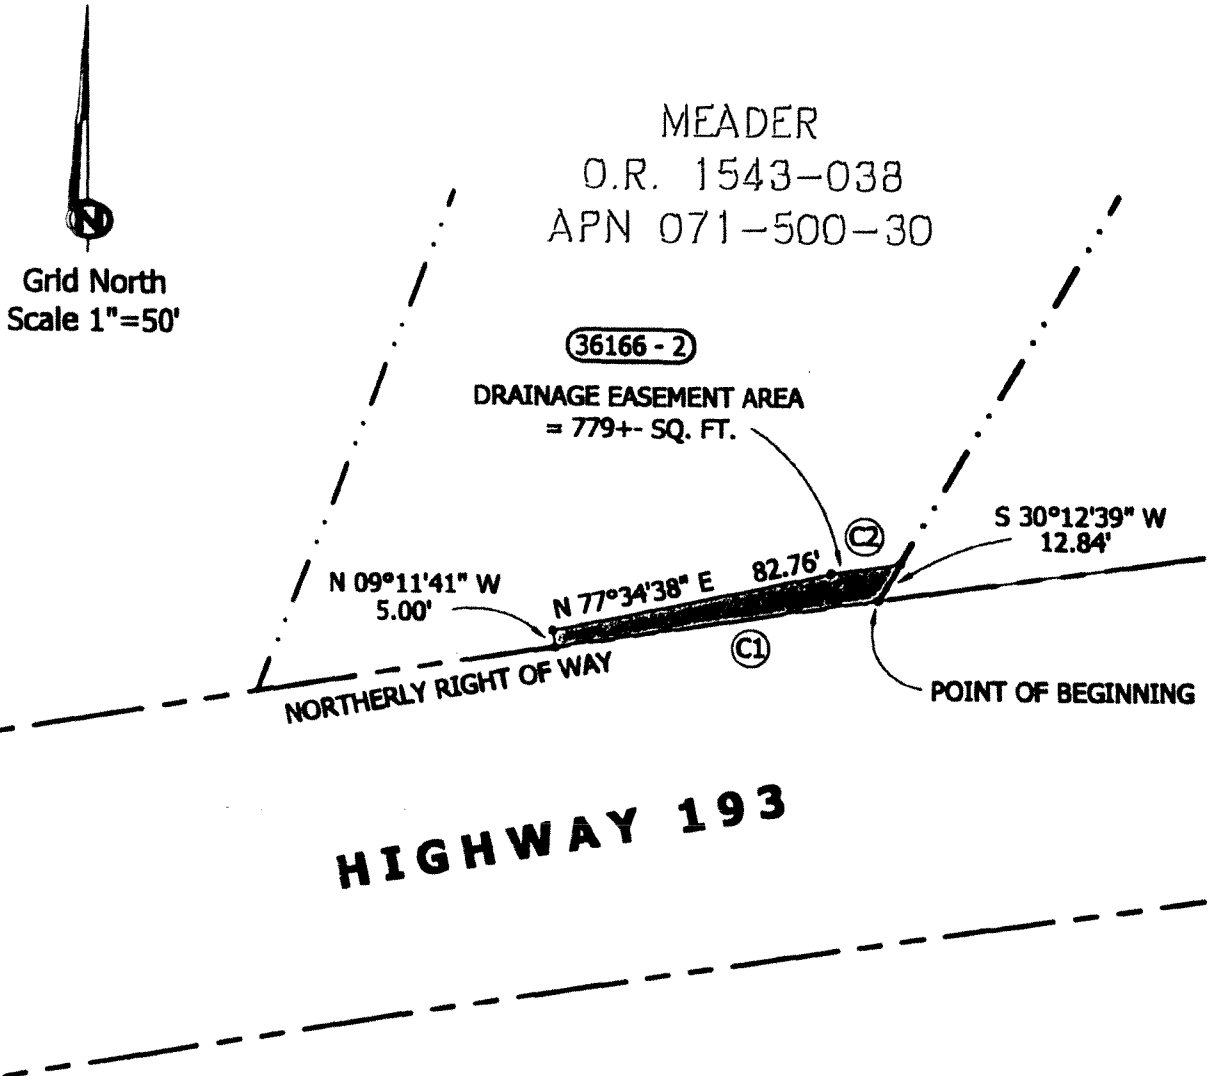 MEADER
O.R. 1543-038
APN 071-500-30
N
Grid North
Scale 1"=50'
36166 - 2
DRAINAGE EASEMENT AREA
= 779+- SQ. FT.
C2
S 30°12'39" W
12.84'
N 09°11'41" W
5.00'
N 77°34'38" E 82.76'
C1
NORTHERLY RIGHT OF WAY
POINT OF BEGINNING
HIGHWAY 193